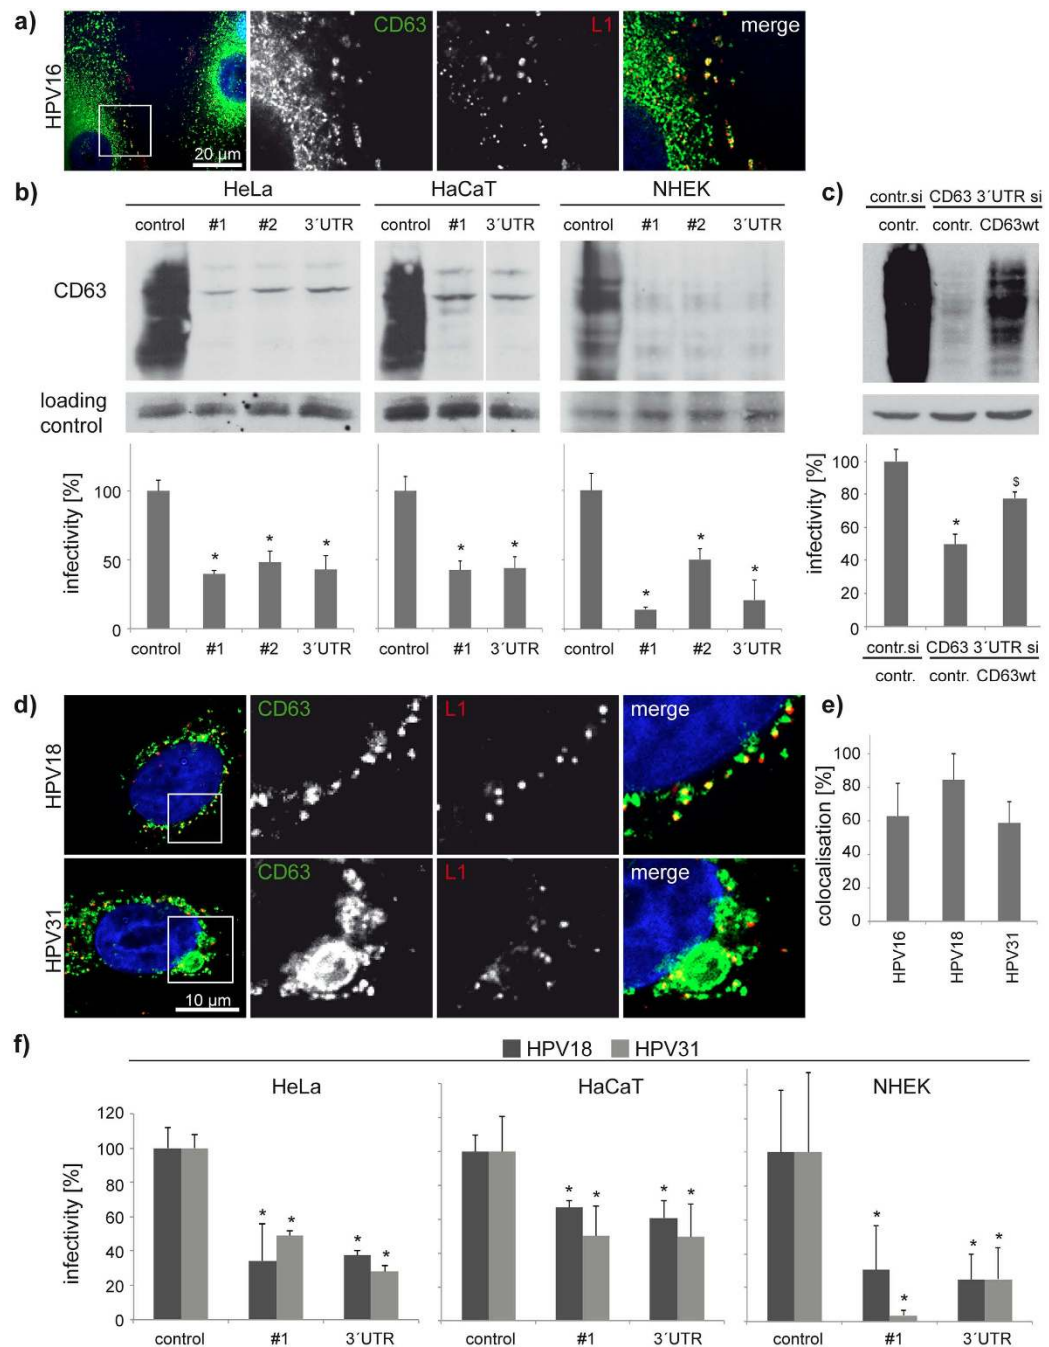 a)
HPV16
CD63
L1
merge
20 µm
b)
HeLa
HaCaT
NHEK
control #1 #2 3´UTR
control #1 3´UTR
control #1 #2 3´UTR
CD63
loading
control
infectivity [%]
100
50
0
* * *
* *
* * *
control #1 #2 3´UTR
control #1 3´UTR
control #1 #2 3´UTR
c)
contr.si CD63 3´UTR si
contr. contr. CD63wt
infectivity [%]
100
80
60
40
20
0
* $
contr.si CD63 3´UTR si
contr. contr. CD63wt
d)
HPV18
CD63
L1
merge
HPV31
CD63
L1
merge
10 µm
e)
colocalisation [%]
100
80
60
40
20
0
HPV16
HPV18
HPV31
f)
HPV18 HPV31
HeLa
HaCaT
NHEK
infectivity [%]
120
100
80
60
40
20
0
* * * *
* * * *
* * * *
control #1 3´UTR
control #1 3´UTR
control #1 3´UTR